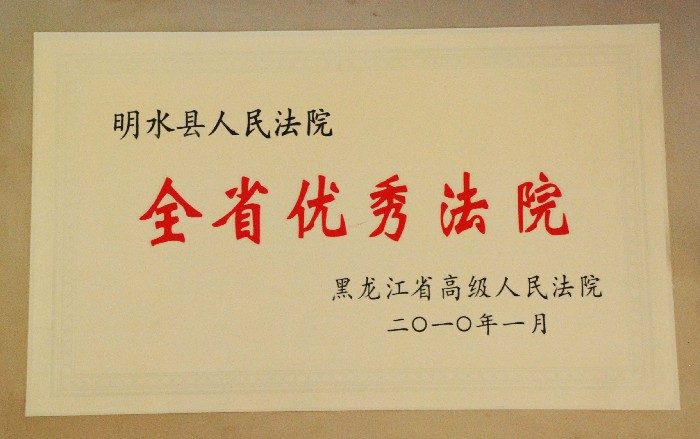 明水县人民法院
全省优秀法院
黑龙江省高级人民法院
二〇一〇年一月